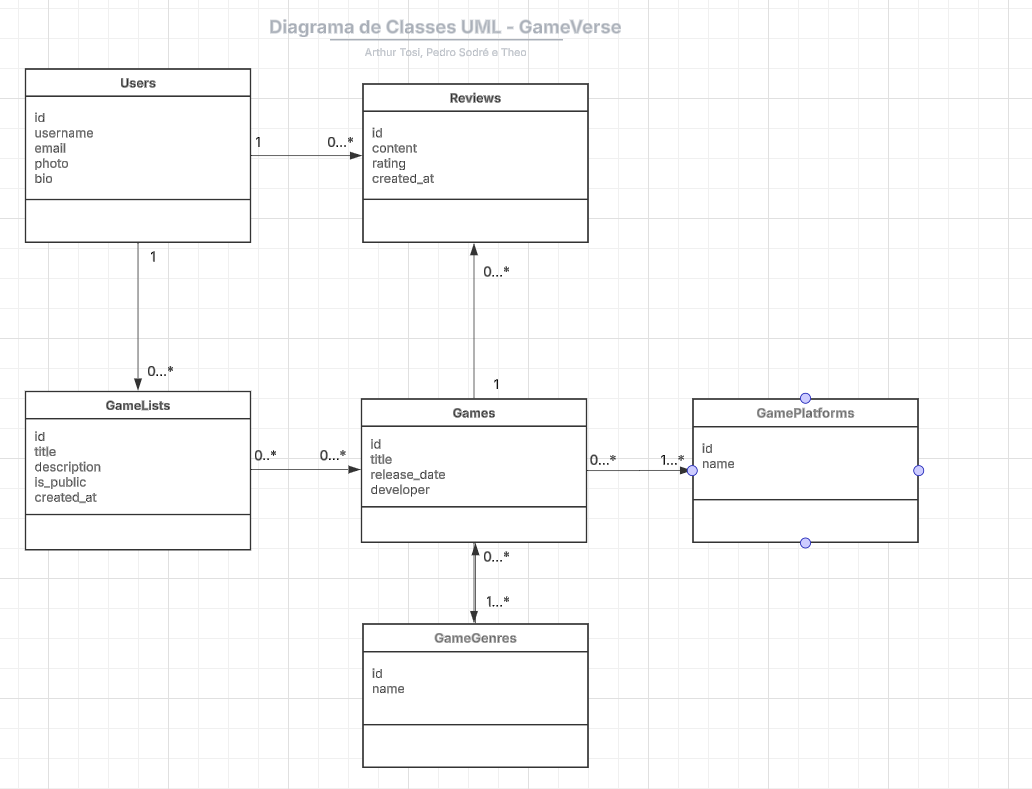 Diagrama de Classes UML - GameVerse
Arthur Tosi, Pedro Sodré e Theo
Users
id
username
email
photo
bio
1
0...*
Reviews
id
content
rating
created_at
1
0...*
0...*
1
GameLists
id
title
description
is_public
created_at
0..*
0...*
Games
id
title
release_date
developer
0...*
1...*
GamePlatforms
id
name
0...*
1...*
GameGenres
id
name